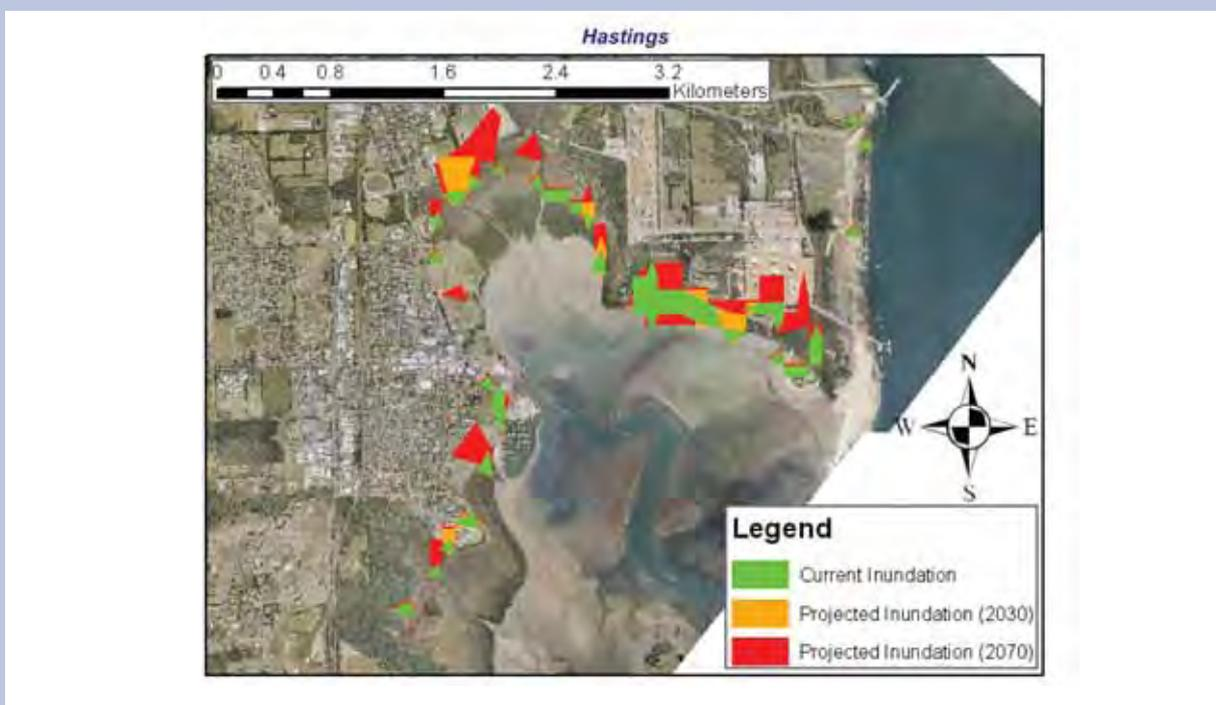 Hastings
0 0.4 0.8 1.6 2.4 3.2
Kilometers
N
W E
S
Legend
Current Inundation
Projected Inundation (2030)
Projected Inundation (2070)